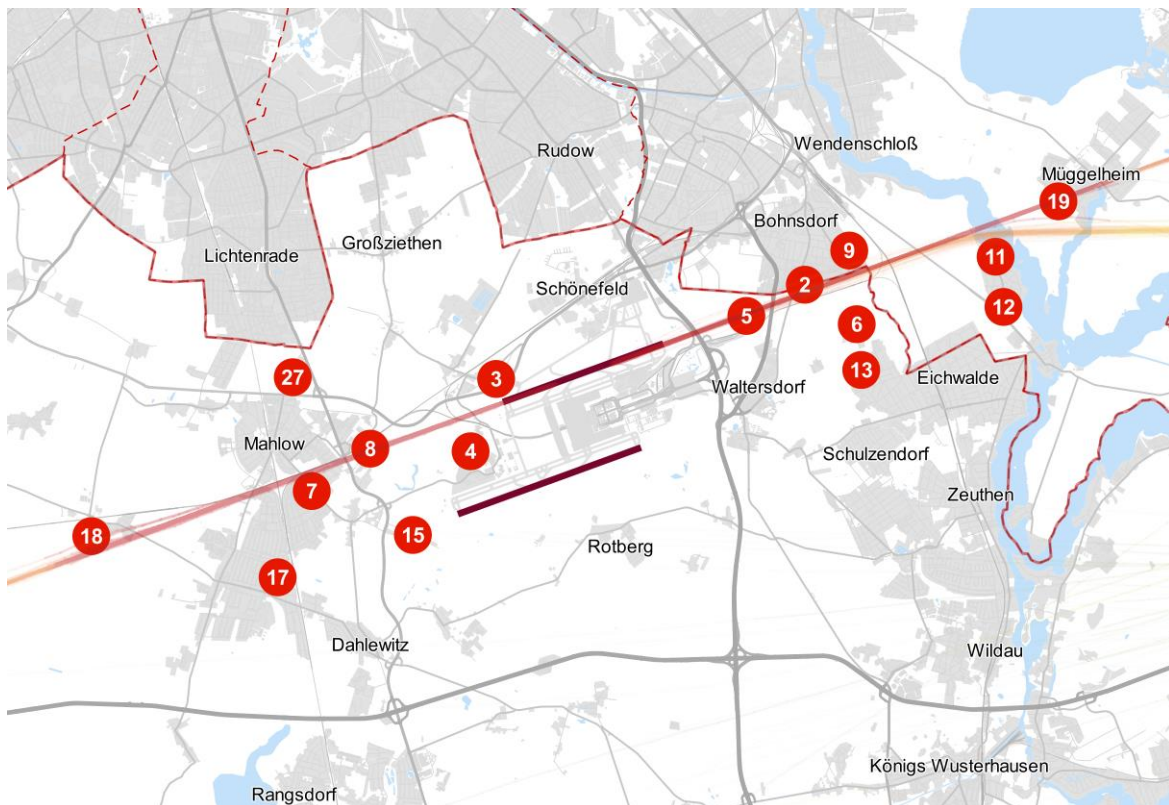 Wendenschloß
Rudow
Müggelheim
19
Bohnsdorf
Großziethen
9
Lichtenrade
11
Schönefeld
2
12
5
6
13
27
3
Eichwalde
Waltersdorf
Mahlow
8
4
Schulzendorf
7
Zeuthen
18
15
Rotberg
17
Dahlewitz
Wildau
Königs Wusterhausen
Rangsdorf